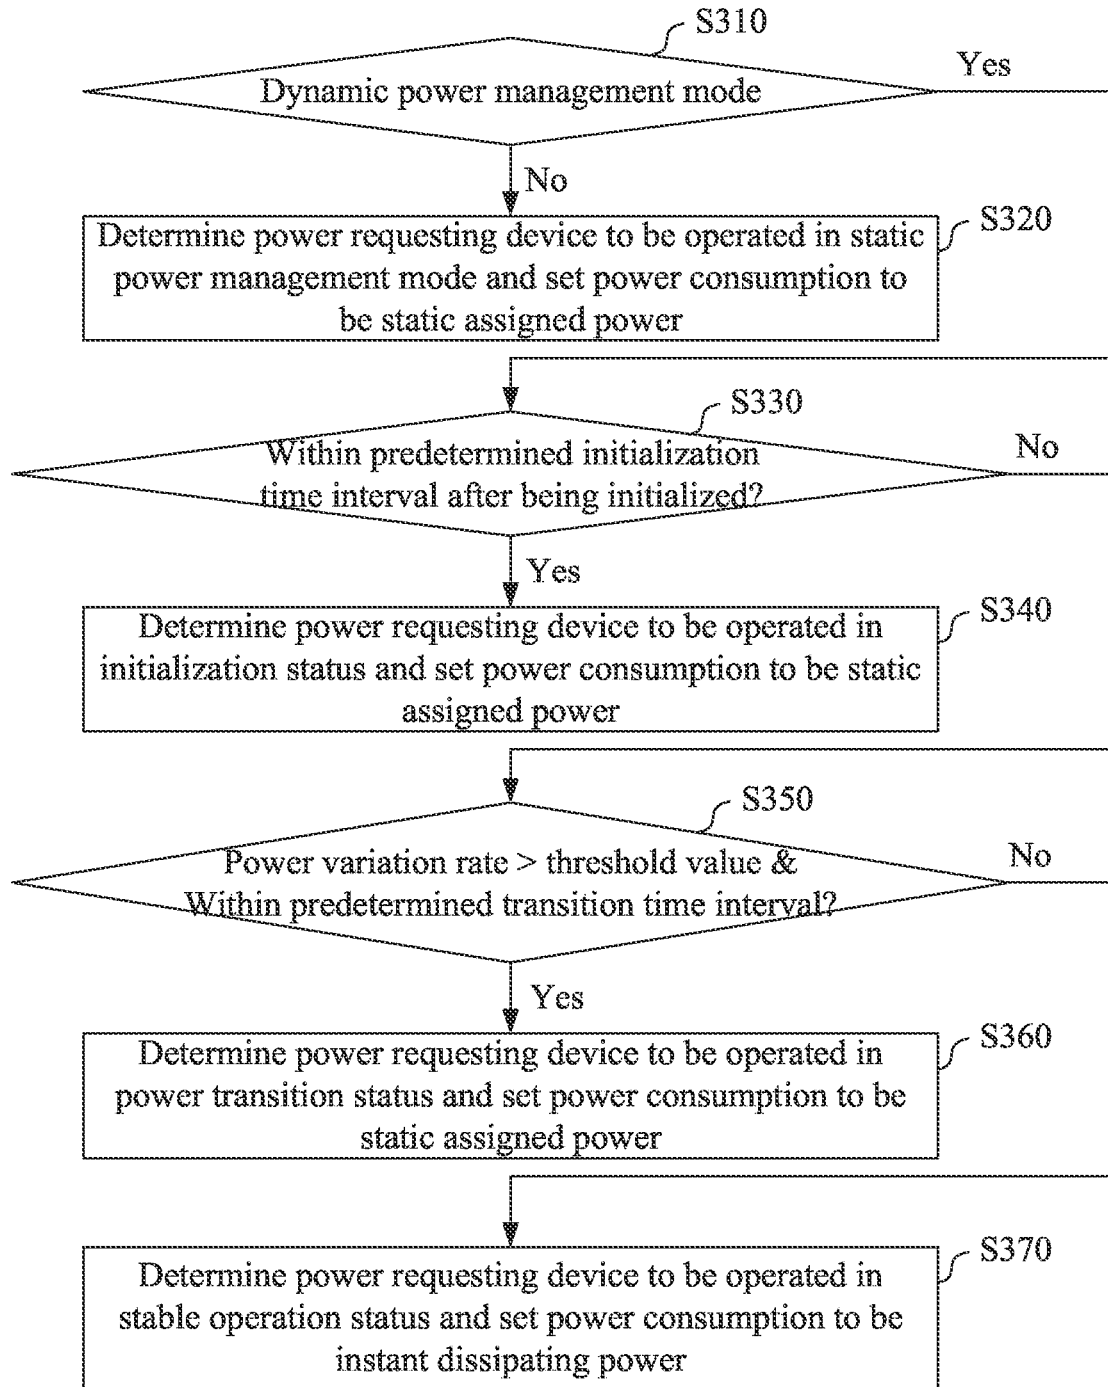 S310
Dynamic power management mode
Yes
No
S320
Determine power requesting device to be operated in static
power management mode and set power consumption to
be static assigned power
S330
Within predetermined initialization
time interval after being initialized?
No
Yes
S340
Determine power requesting device to be operated in
initialization status and set power consumption to be static
assigned power
S350
Power variation rate > threshold value &
Within predetermined transition time interval?
No
Yes
S360
Determine power requesting device to be operated in
power transition status and set power consumption to be
static assigned power
S370
Determine power requesting device to be operated in
stable operation status and set power consumption to be
instant dissipating power